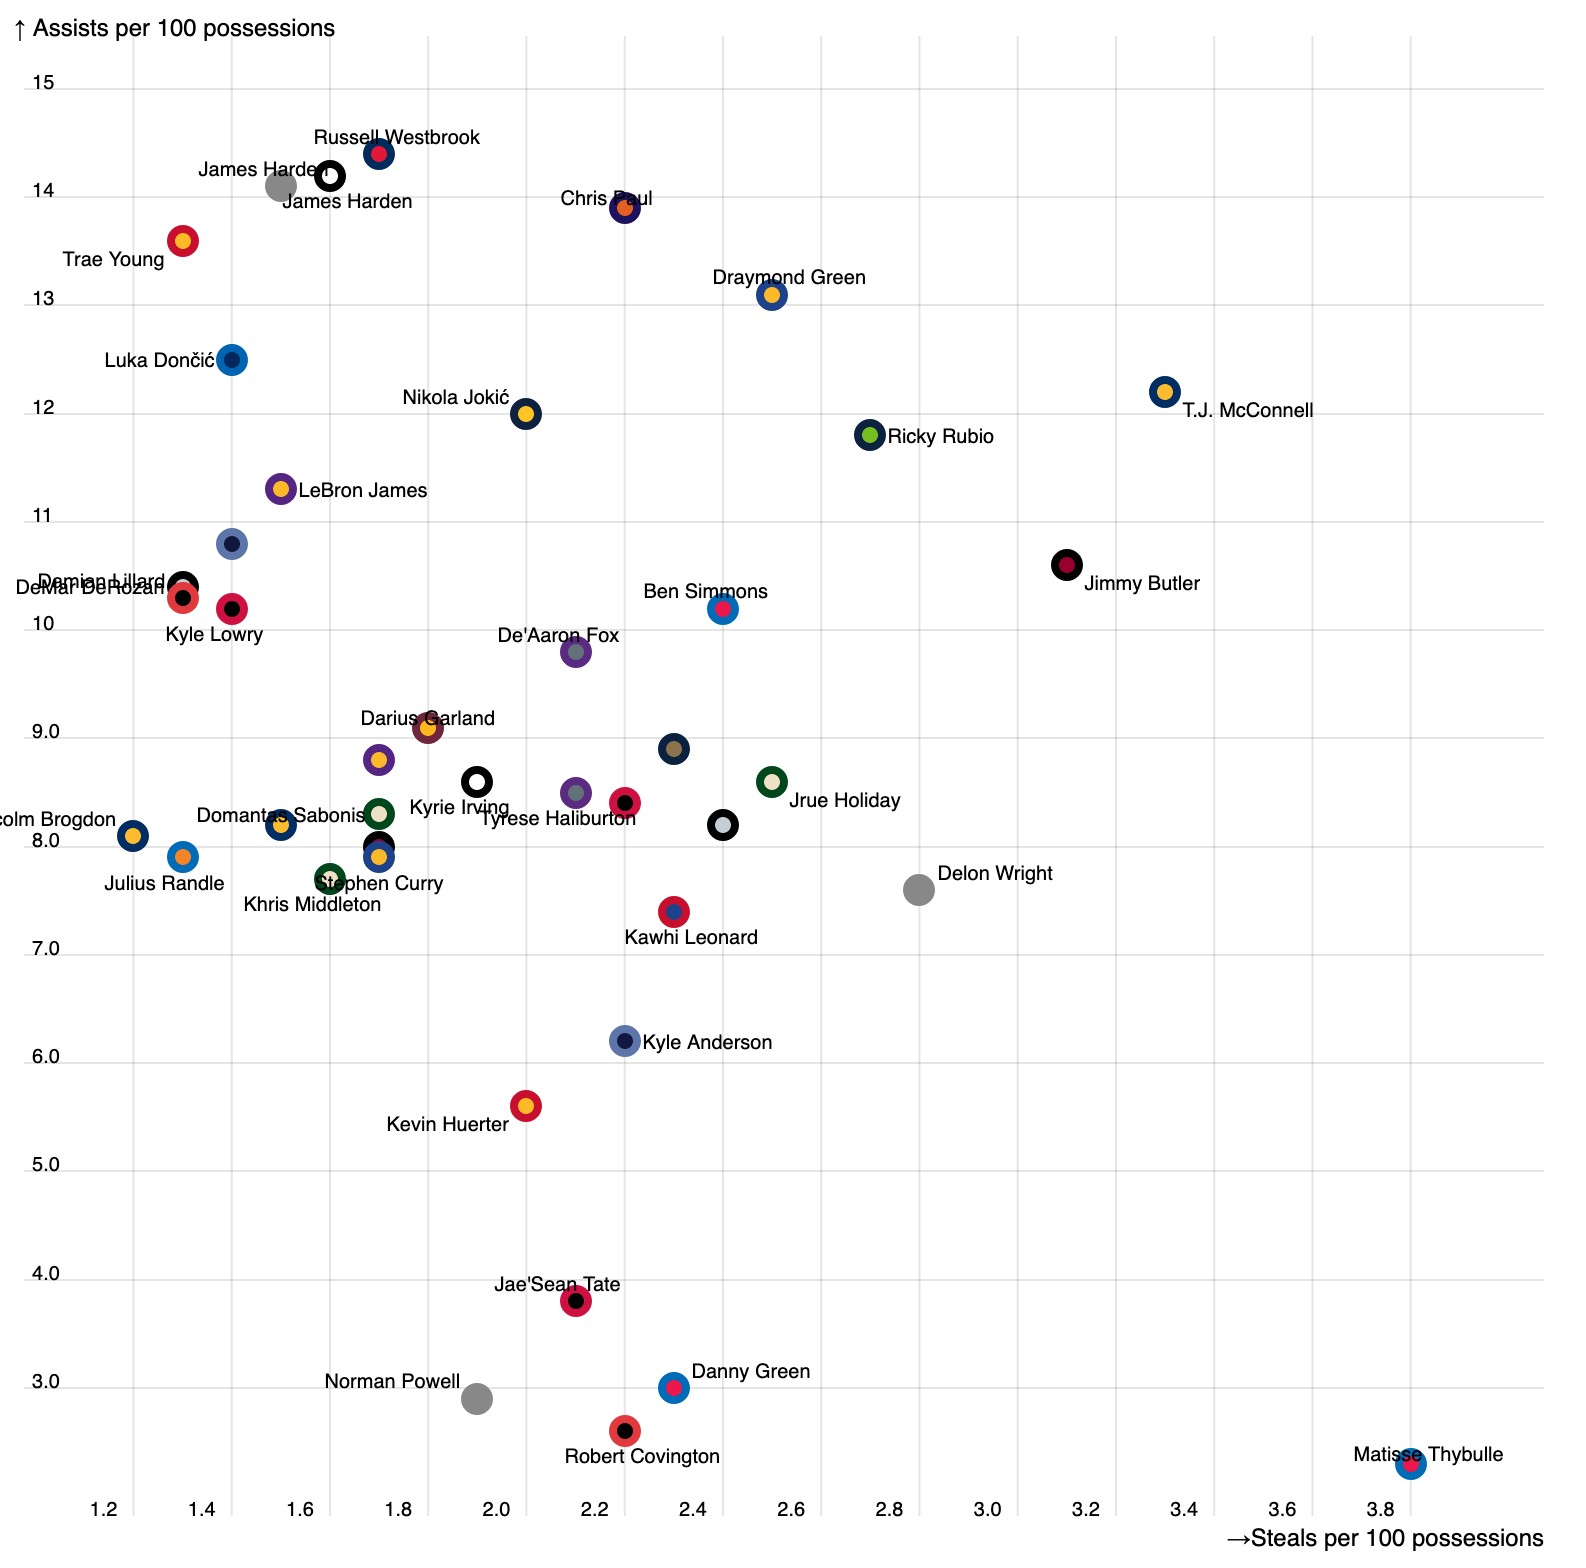 ↑ Assists per 100 possessions
15
Russell Westbrook
James Harden
14
Chris Paul
James Harden
Trae Young
Draymond Green
13
Luka Dončić
Nikola Jokić
12
T.J. McConnell
Ricky Rubio
LeBron James
11
Damian Lillard
DeMar DeRozan
Jimmy Butler
Ben Simmons
10
Kyle Lowry
De'Aaron Fox
Darius Garland
9.0
Jrue Holiday
Kyrie Irving
Domantas Sabonis
Tyrese Haliburton
colm Brogdon
8.0
Delon Wright
Julius Randle
Stephen Curry
Khris Middleton
Kawhi Leonard
7.0
Kyle Anderson
6.0
Kevin Huerter
5.0
4.0
Jae'Sean Tate
Danny Green
3.0
Norman Powell
Robert Covington
Matisse Thybulle
1.2 1.4 1.6 1.8 2.0 2.2 2.4 2.6 2.8 3.0 3.2 3.4 3.6 3.8
→Steals per 100 possessions